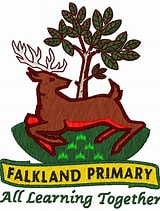 FALKLAND PRIMARY
All Learning Together